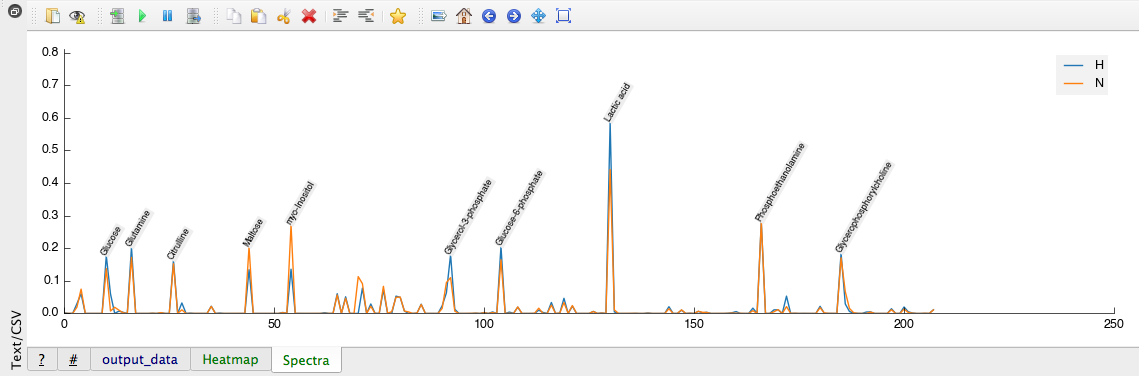 Text/CSV
0.8
0.7
0.6
0.5
0.4
0.3
0.2
0.1
0.0
0
50
100
150
200
250
H
N
Glucose
Glutamine
Citrulline
Maltose
myo-Inositol
Glycerol-3-phosphate
Glucose-6-phosphate
Lactic acid
Phosphoethanolamine
Glycerophosphorylcholine
? # output_data Heatmap Spectra